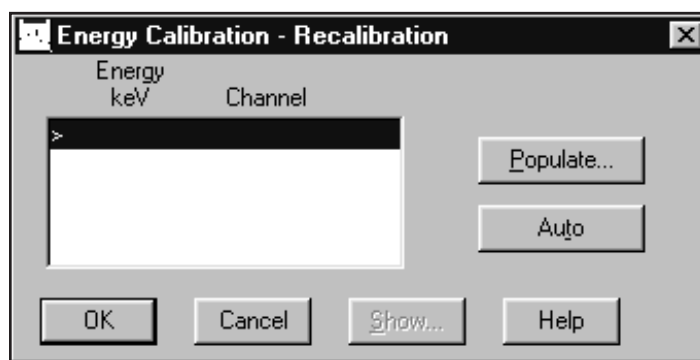 Energy Calibration - Recalibration
Energy
keV Channel
>
Populate...
Auto
OK Cancel Show... Help